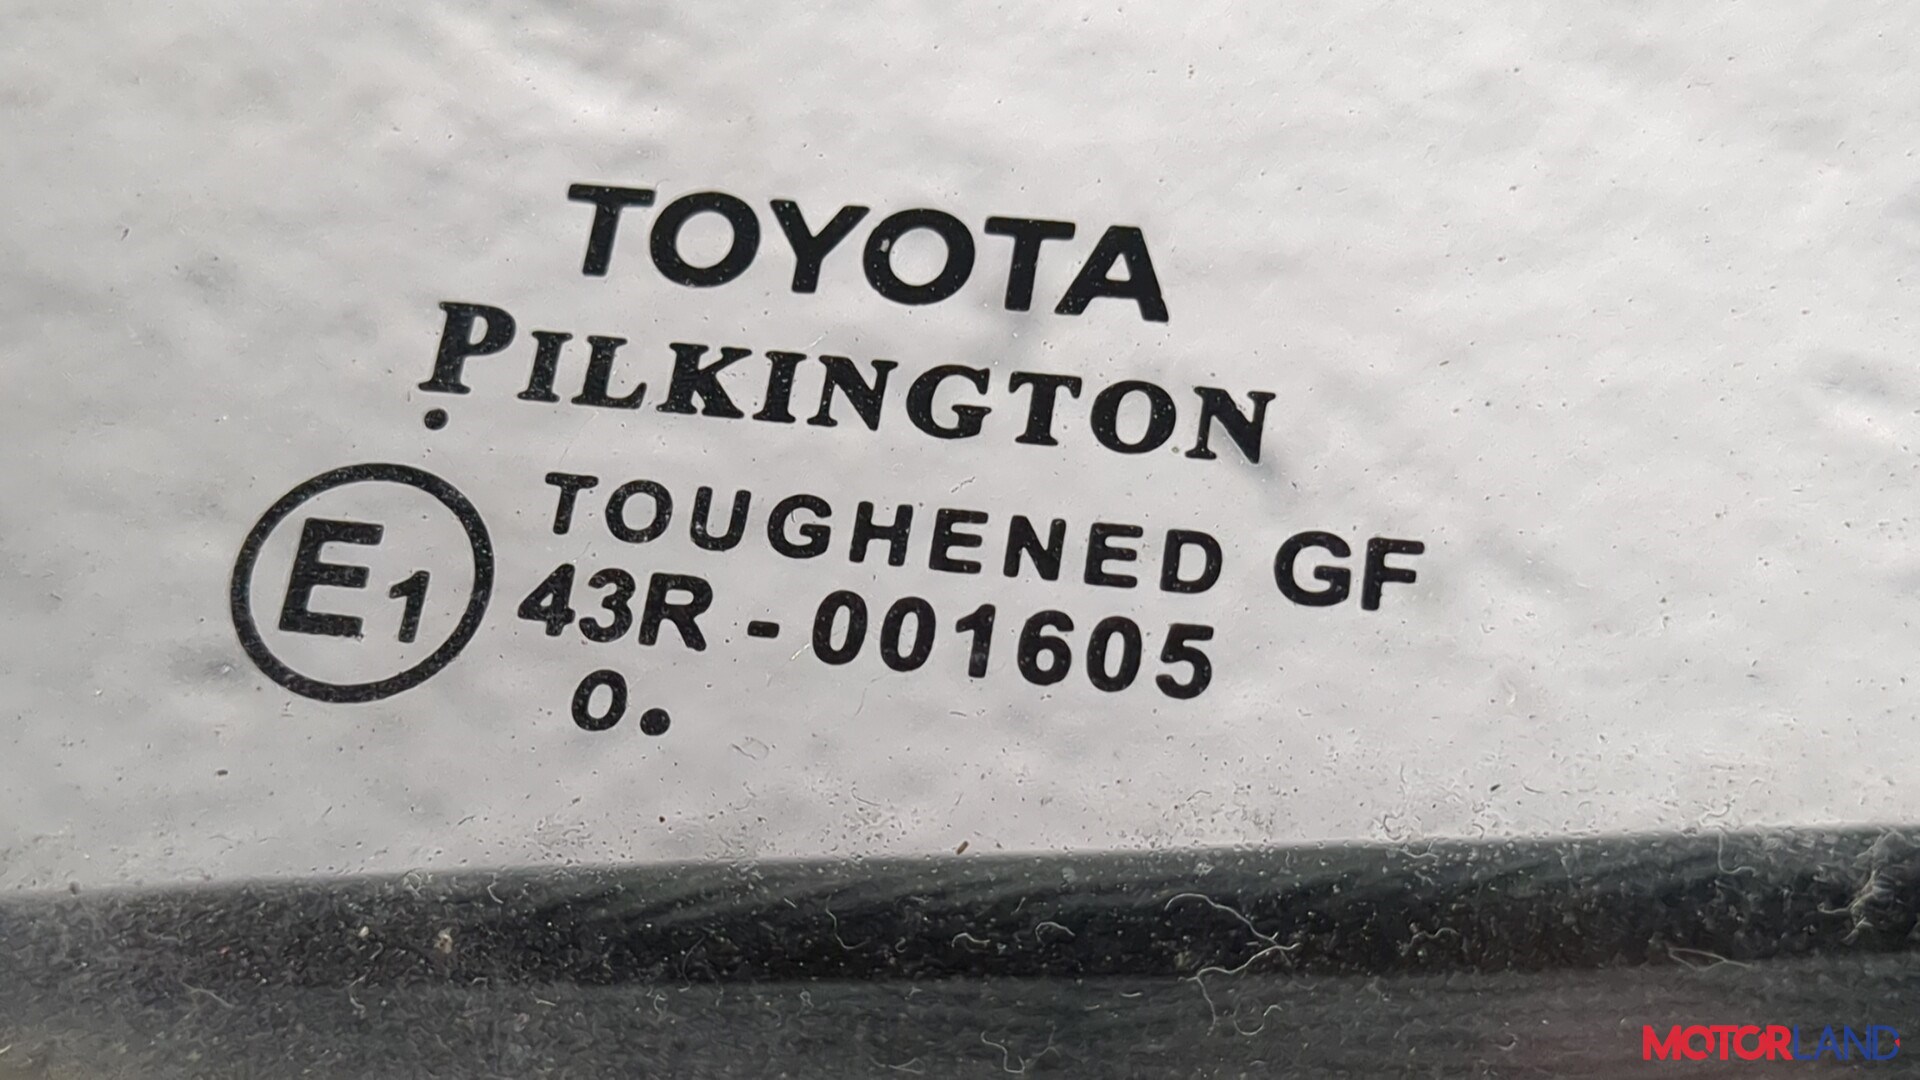 TOYOTA
PILKINGTON
TOUGHENED GF
E1 43R - 001605
0.
MOTORLAND